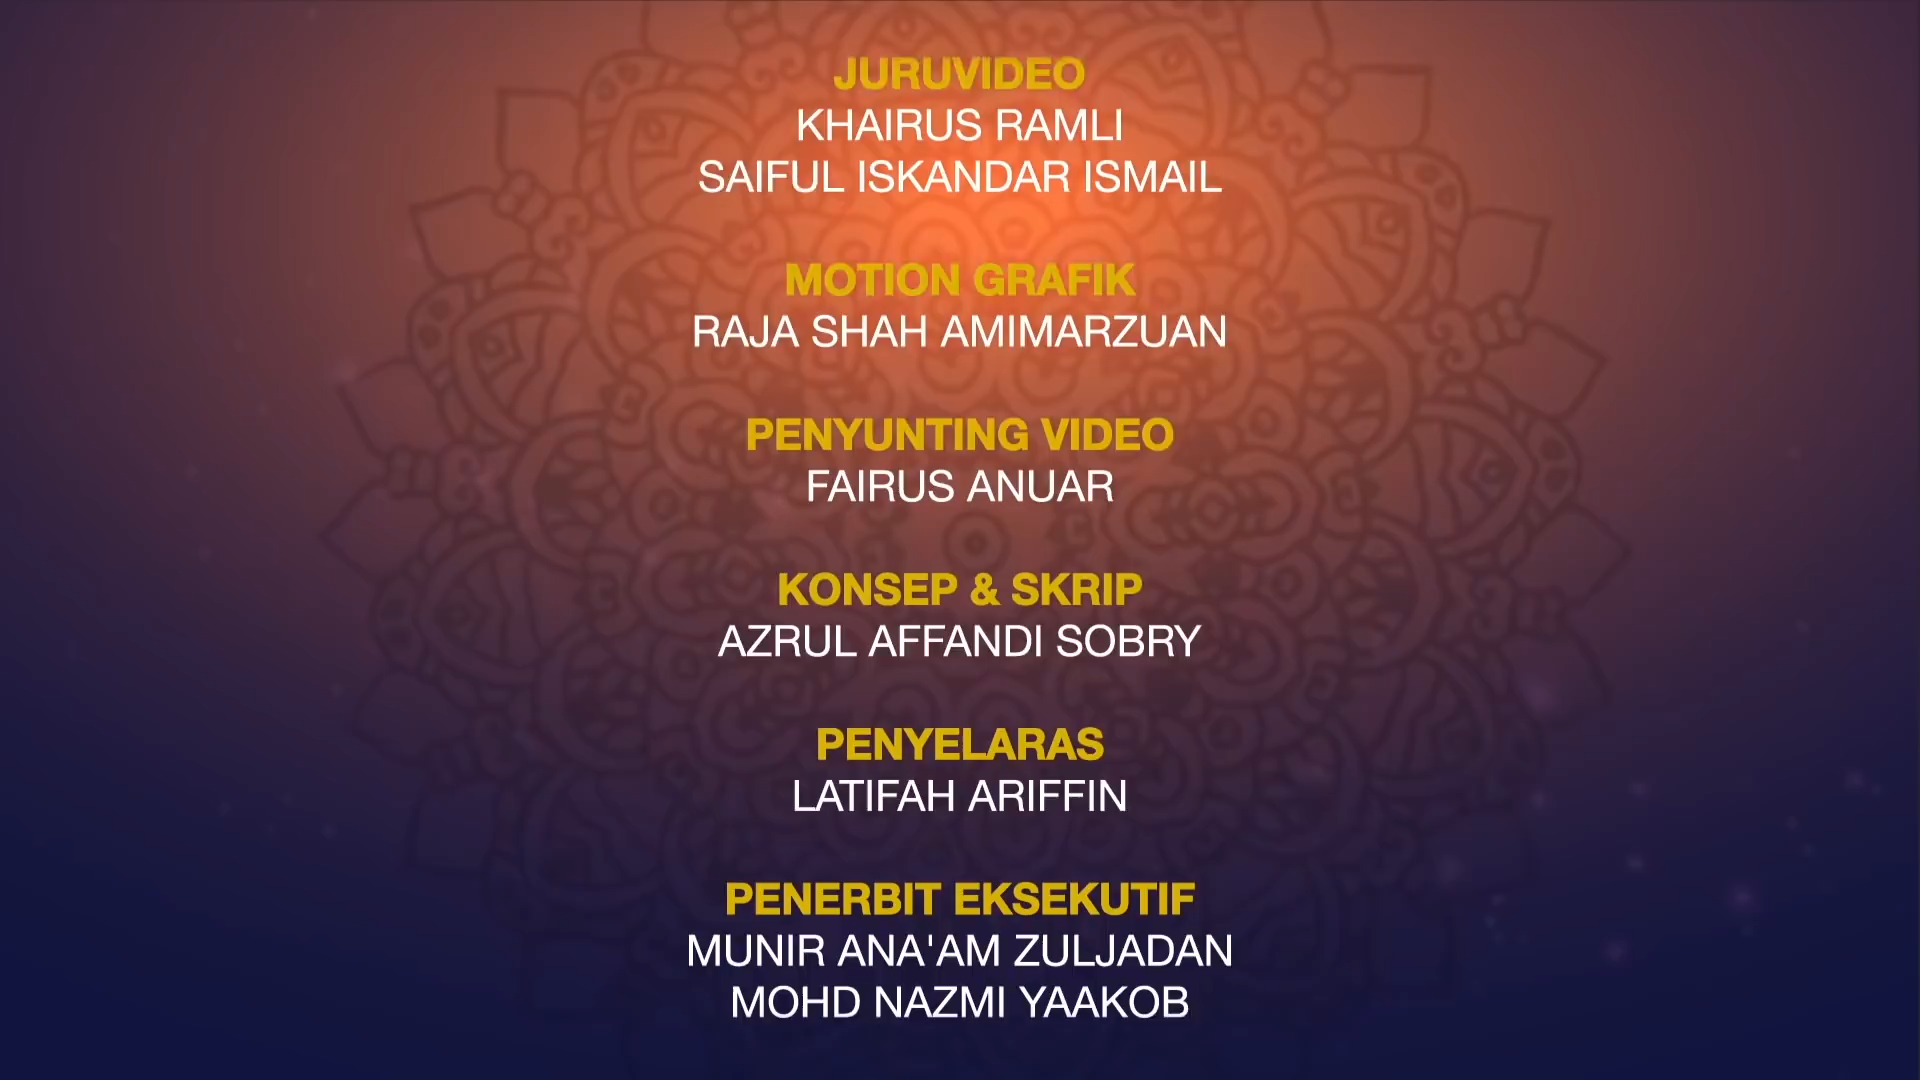 JURUVIDEO
KHAIRUS RAMLI
SAIFUL ISKANDAR ISMAIL
MOTION GRAFIK
RAJA SHAH AMIMARZUAN
PENYUNTING VIDEO
FAIRUS ANUAR
KONSEP & SKRIP
AZRUL AFFANDI SOBRY
PENYELARAS
LATIFAH ARIFFIN
PENERBIT EKSEKUTIF
MUNIR ANA'AM ZULJADAN
MOHD NAZMI YAAKOB